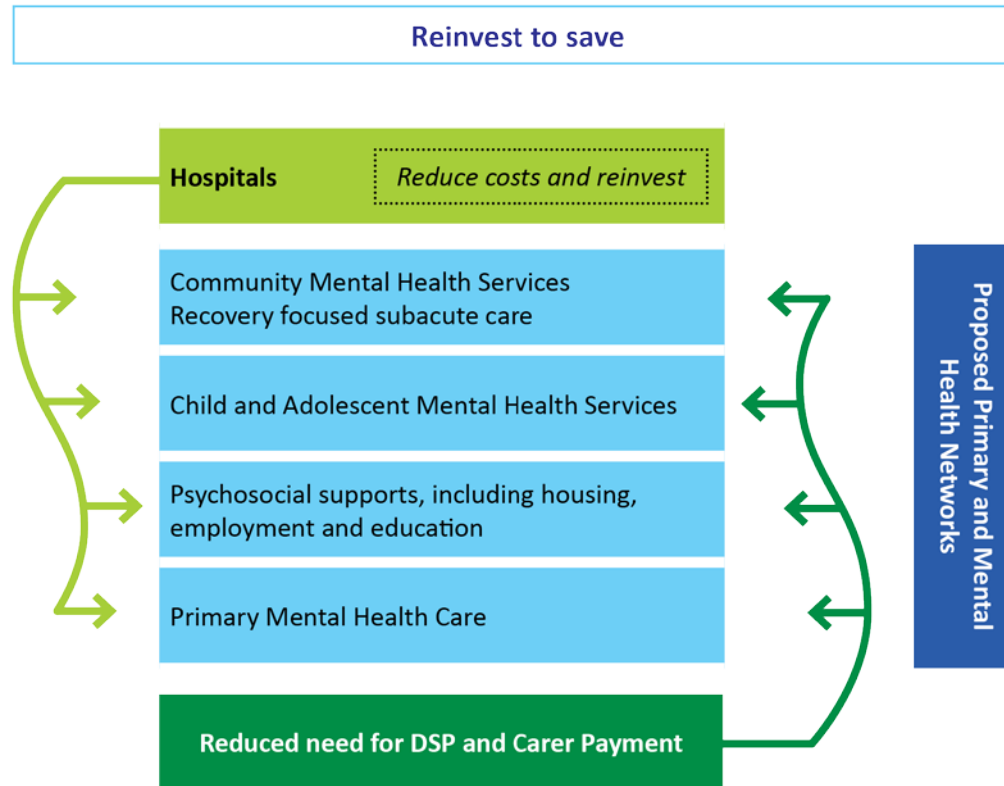 Reinvest to save
Hospitals
Reduce costs and reinvest
Community Mental Health Services
Recovery focused subacute care
Child and Adolescent Mental Health Services
Psychosocial supports, including housing,
employment and education
Primary Mental Health Care
Reduced need for DSP and Carer Payment
Proposed Primary and Mental
Health Networks